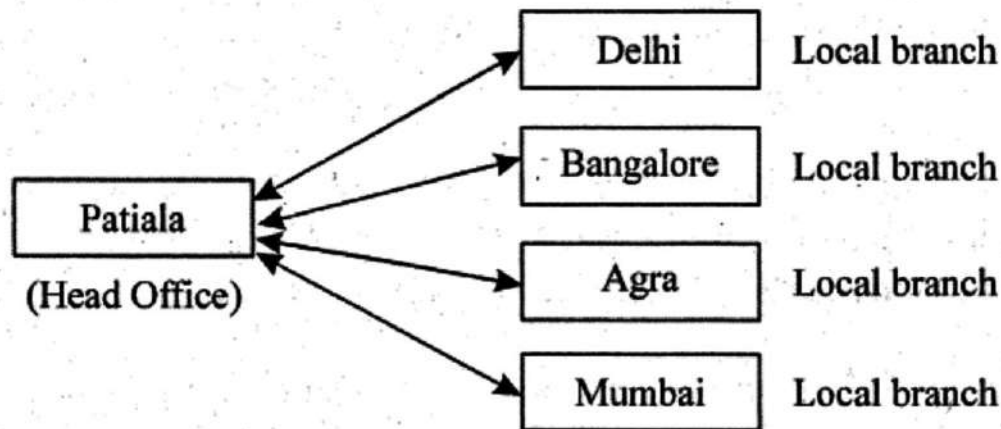 Delhi Local branch
Bangalore Local branch
Patiala
(Head Office)
Agra Local branch
Mumbai Local branch